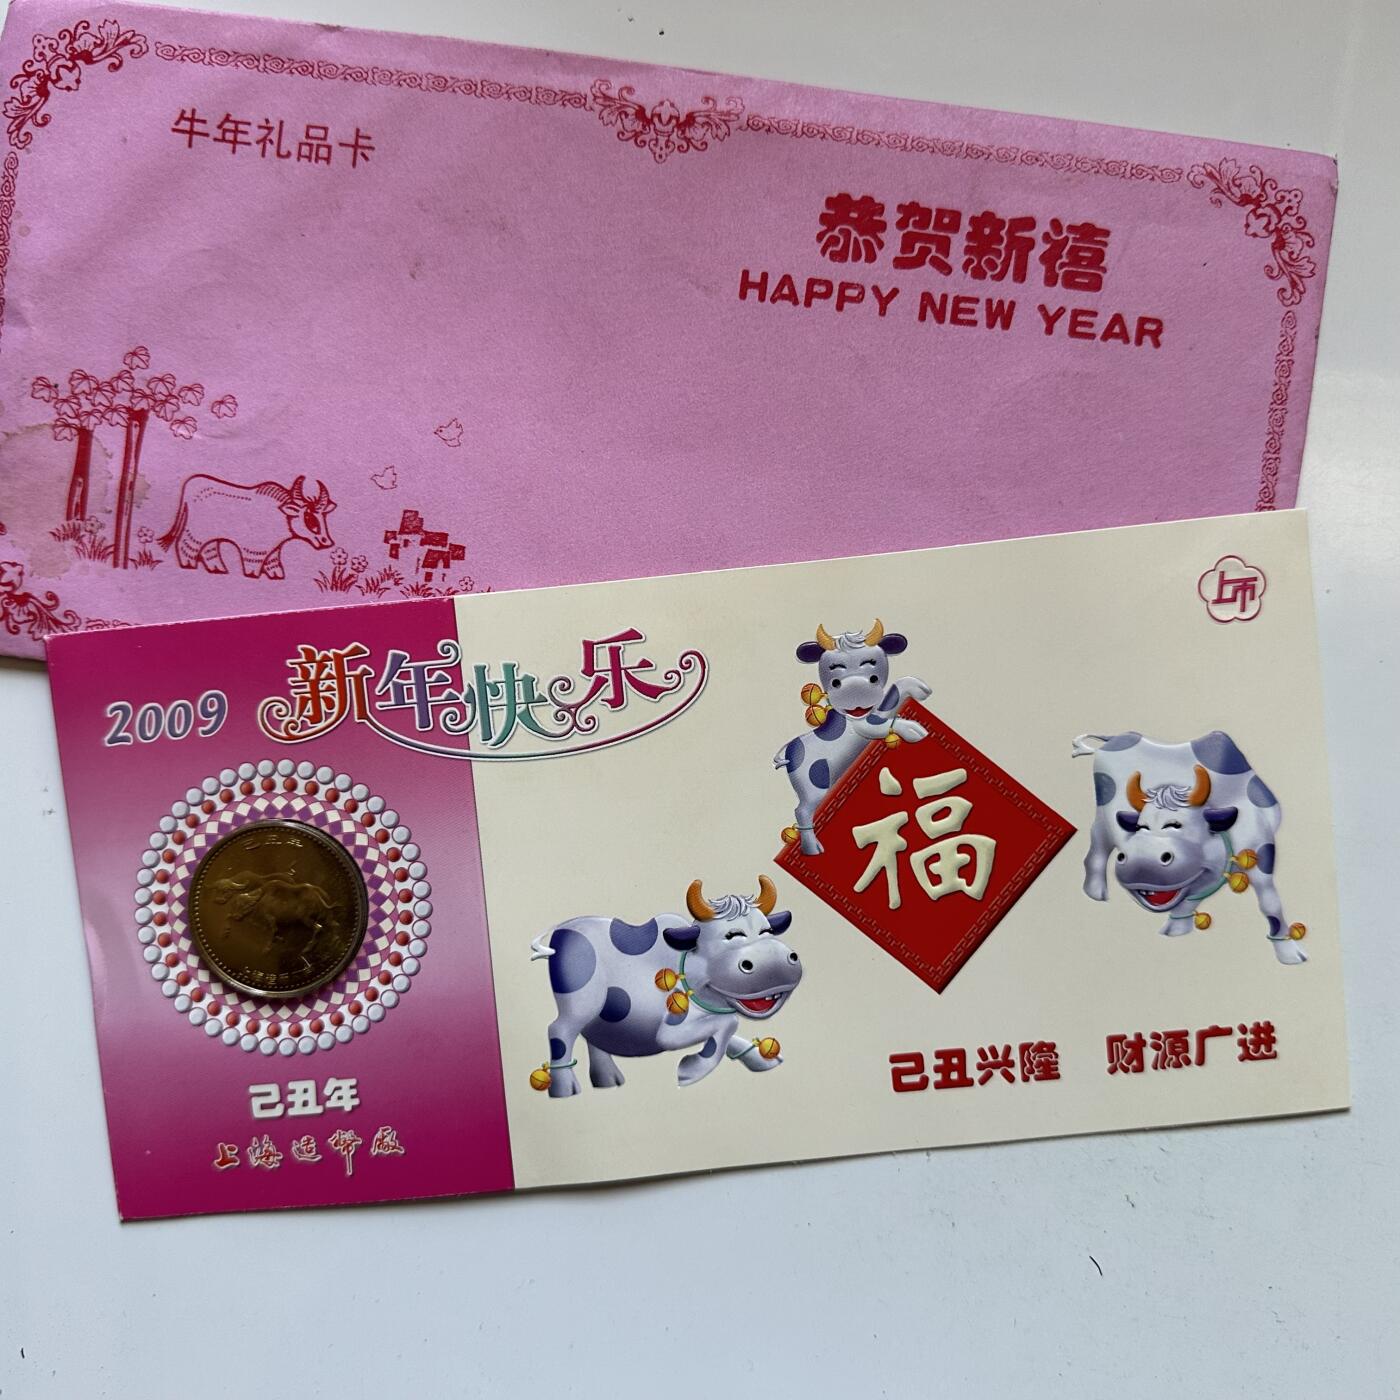 牛年礼品卡
恭贺新禧
HAPPY NEW YEAR
2009 新年快乐
上币
福
己丑年
己丑兴隆 财源广进
己丑年
上海造幣廠